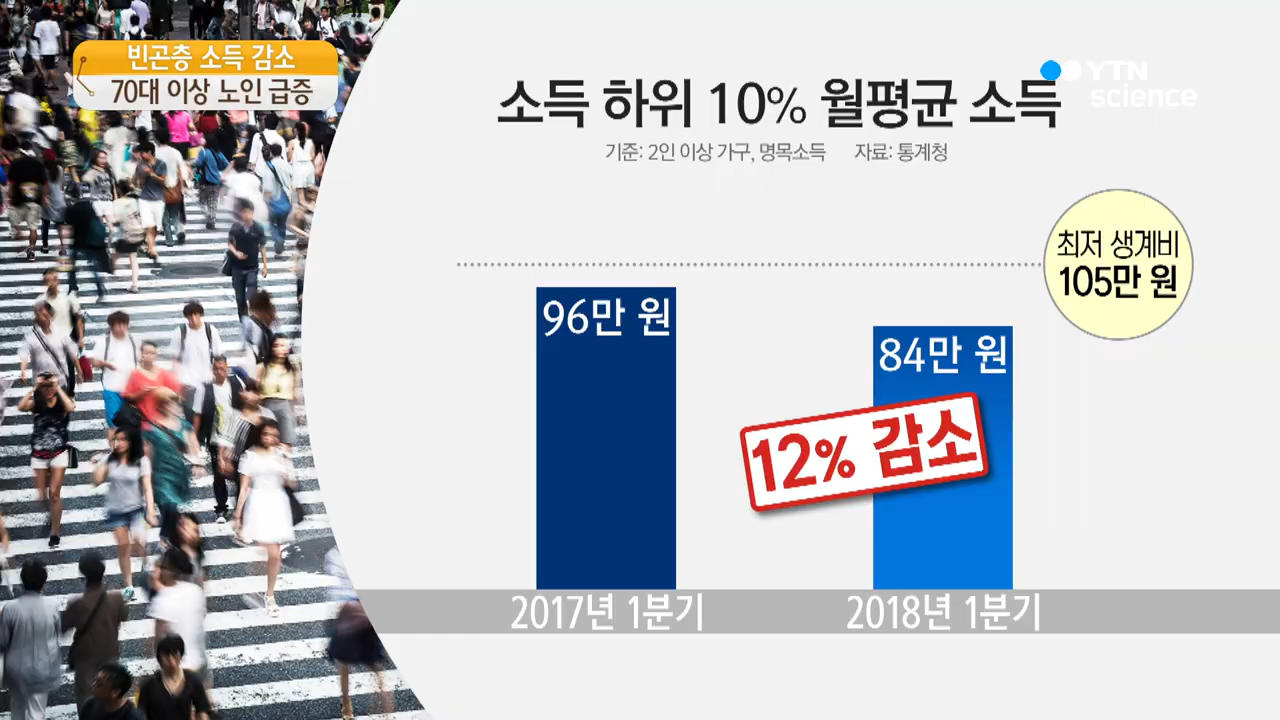 빈곤층 소득 감소
70대 이상 노인 급증
YTN
science
소득 하위 10% 월평균 소득
기준: 2인 이상 가구, 명목소득 자료: 통계청
최저 생계비
105만 원
96만 원
84만 원
12% 감소
2017년 1분기
2018년 1분기